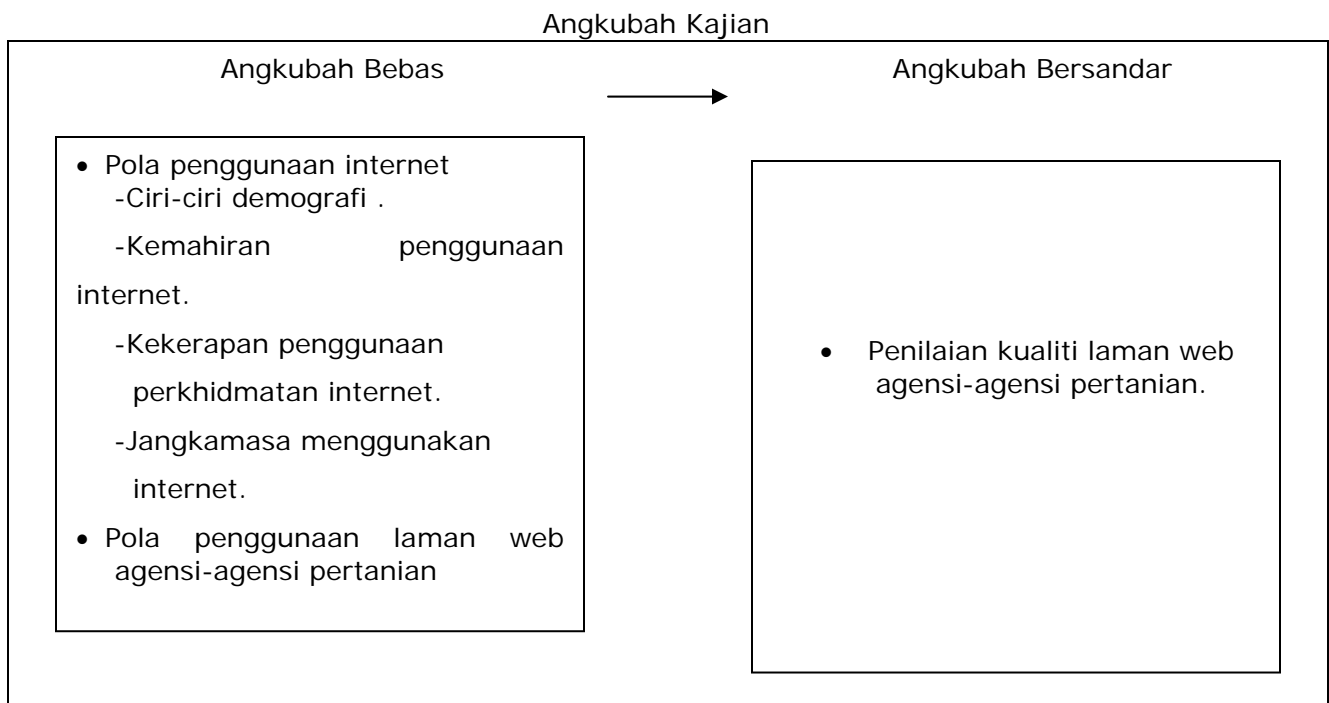 Angkubah Kajian
Angkubah Bebas
Angkubah Bersandar
• Pola penggunaan internet
-Ciri-ciri demografi .
-Kemahiran penggunaan
internet.
-Kekerapan penggunaan
perkhidmatan internet.
-Jangkamasa menggunakan
internet.
• Pola penggunaan laman web
agensi-agensi pertanian
• Penilaian kualiti laman web
agensi-agensi pertanian.